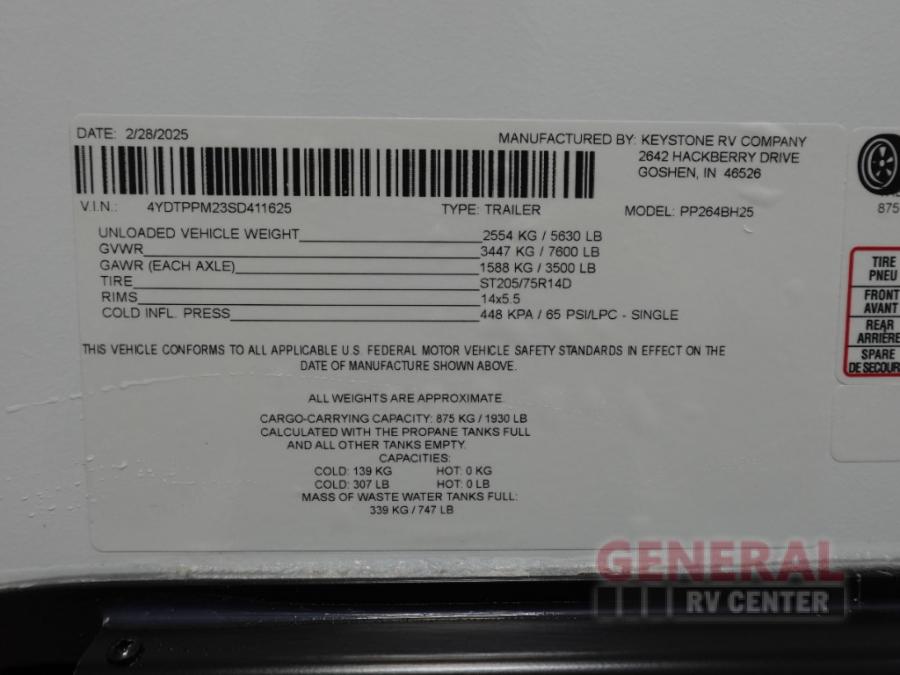 DATE: 2/28/2025
MANUFACTURED BY: KEYSTONE RV COMPANY
2642 HACKBERRY DRIVE
GOSHEN, IN 46526
V.I.N.: 4YDTPPM23SD411625 TYPE: TRAILER MODEL: PP264BH25
UNLOADED VEHICLE WEIGHT 2554 KG / 5630 LB
GVWR 3447 KG / 7600 LB
GAWR (EACH AXLE) 1588 KG / 3500 LB
TIRE ST205/75R14D
RIMS 14x5.5
COLD INFL. PRESS 448 KPA / 65 PSI/LPC - SINGLE
THIS VEHICLE CONFORMS TO ALL APPLICABLE U.S. FEDERAL MOTOR VEHICLE SAFETY STANDARDS IN EFFECT ON THE
DATE OF MANUFACTURE SHOWN ABOVE.
ALL WEIGHTS ARE APPROXIMATE.
CARGO-CARRYING CAPACITY: 875 KG / 1930 LB
CALCULATED WITH THE PROPANE TANKS FULL
AND ALL OTHER TANKS EMPTY.
CAPACITIES:
COLD: 139 KG HOT: 0 KG
COLD: 307 LB HOT: 0 LB
MASS OF WASTE WATER TANKS FULL:
339 KG / 747 LB
875
TIRE
PNEU
FRONT
AVANT
REAR
ARRIÈRE
SPARE
DE SECOUR
GENERAL
RV CENTER